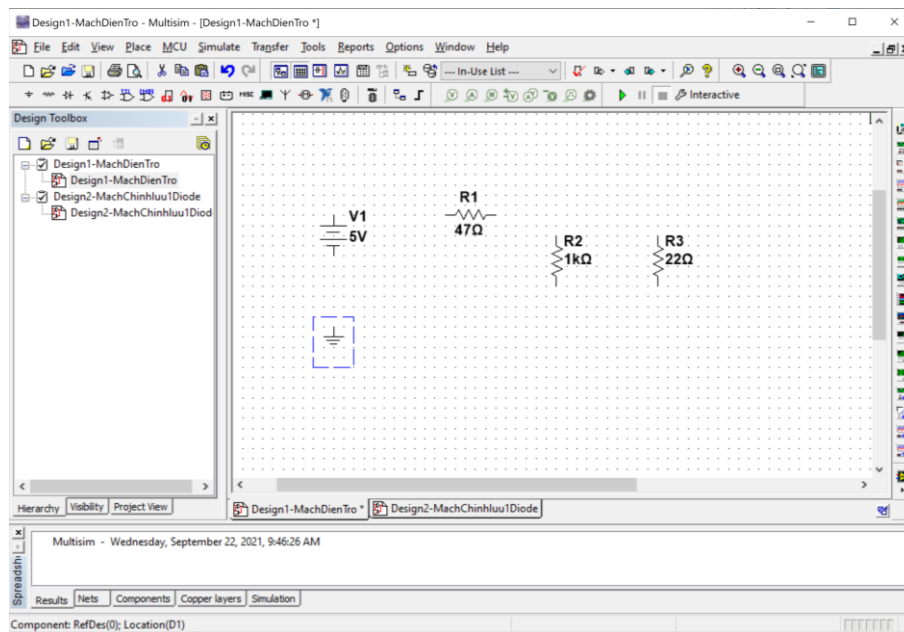 Design1-MachDienTro - Multisim - [Design1-MachDienTro *]
File Edit View Place MCU Simulate Transfer Tools Reports Options Window Help
--- In-Use List ---
MISC Interactive
Design Toolbox
Design1-MachDienTro
Design1-MachDienTro
Design2-MachChinhluu1Diode
Design2-MachChinhluu1Diod
V1
5V
R1
47Ω
R2
1kΩ
R3
22Ω
Hierarchy Visibility Project View
Design1-MachDienTro * Design2-MachChinhluu1Diode
Multisim - Wednesday, September 22, 2021, 9:46:26 AM
Spreadsh
Results Nets Components Copper layers Simulation
Component: RefDes(0); Location(D1)